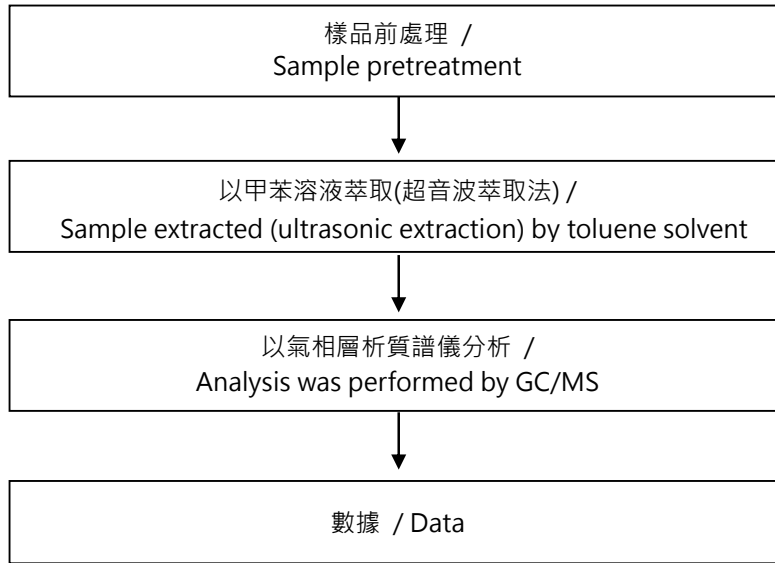 樣品前處理 /
Sample pretreatment
以甲苯溶液萃取(超音波萃取法) /
Sample extracted (ultrasonic extraction) by toluene solvent
以氣相層析質譜儀分析 /
Analysis was performed by GC/MS
數據 / Data